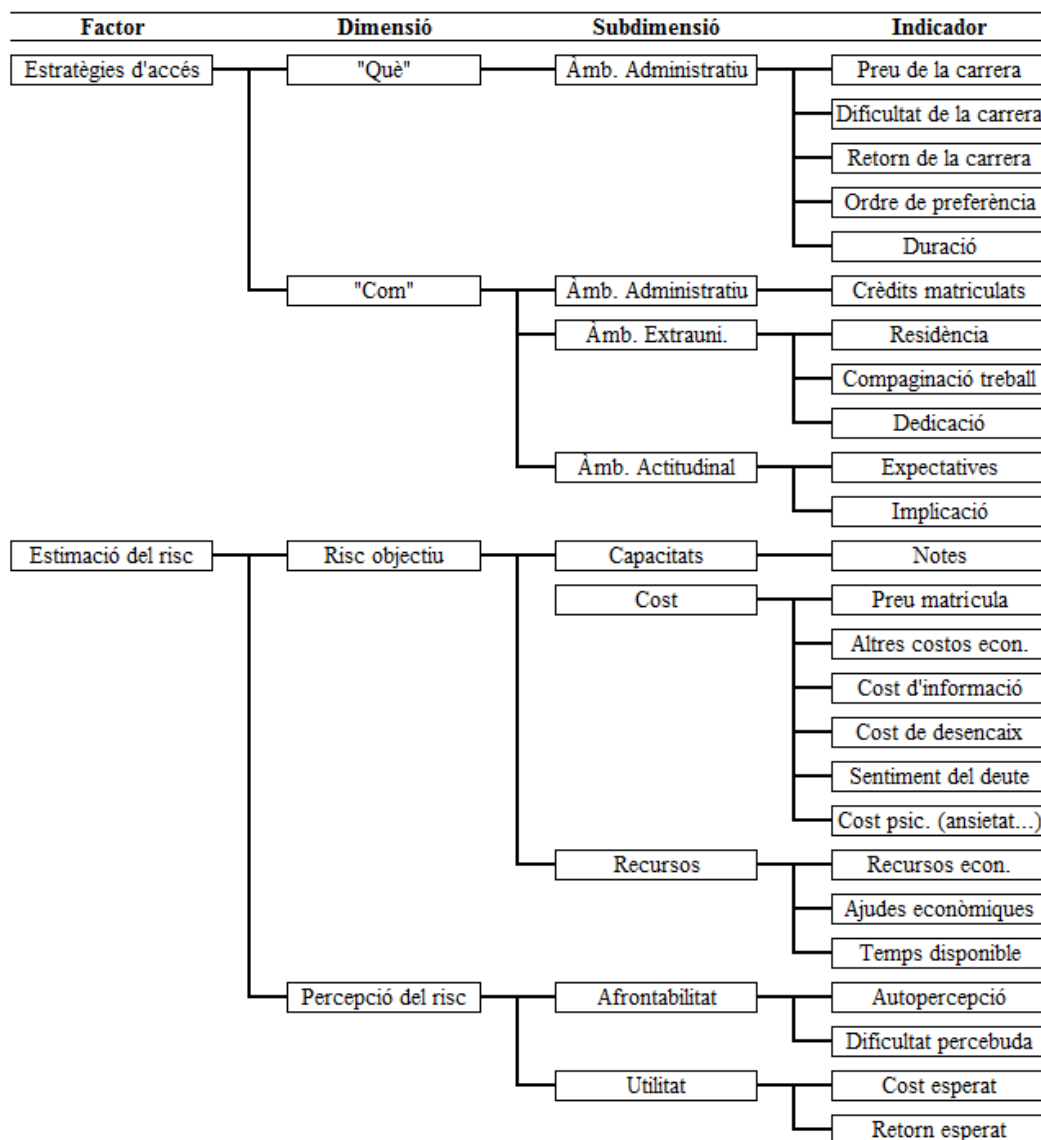 Factor Dimensió Subdimensió Indicador
Estratègies d'accés "Què" Àmb. Administratiu Preu de la carrera
Dificultat de la carrera
Retorn de la carrera
Ordre de preferència
Duració
"Com" Àmb. Administratiu Crèdits matriculats
Àmb. Extrauni. Residència
Compaginació treball
Dedicació
Àmb. Actitudinal Expectatives
Implicació
Estimació del risc Risc objectiu Capacitats Notes
Cost Preu matricula
Altres costos econ.
Cost d'informació
Cost de desencaix
Sentiment del deute
Cost psic. (ansietat...)
Recursos Recursos econ.
Ajudes econòmiques
Temps disponible
Percepció del risc Afrontabilitat Autopercepció
Dificultat percebuda
Utilitat Cost esperat
Retorn esperat